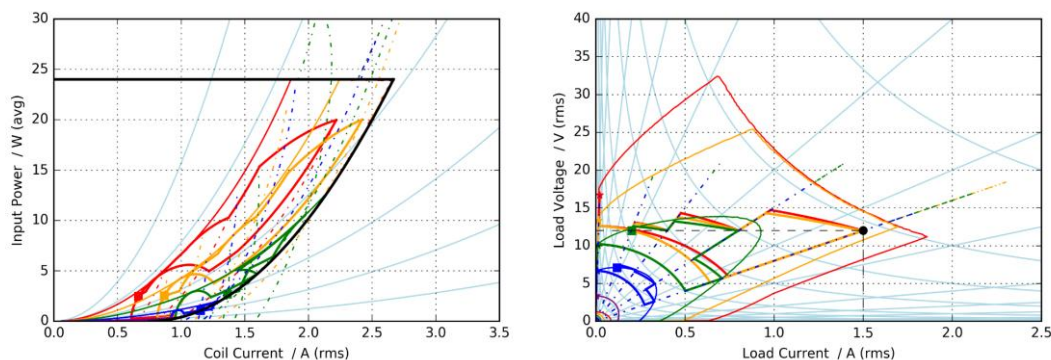 30
25
20
15
10
5
0
0.0 0.5 1.0 1.5 2.0 2.5 3.0 3.5
Input Power / W (avg)
Coil Current / A (rms)
40
35
30
25
20
15
10
5
0
0.0 0.5 1.0 1.5 2.0 2.5
Load Voltage / V (rms)
Load Current / A (rms)